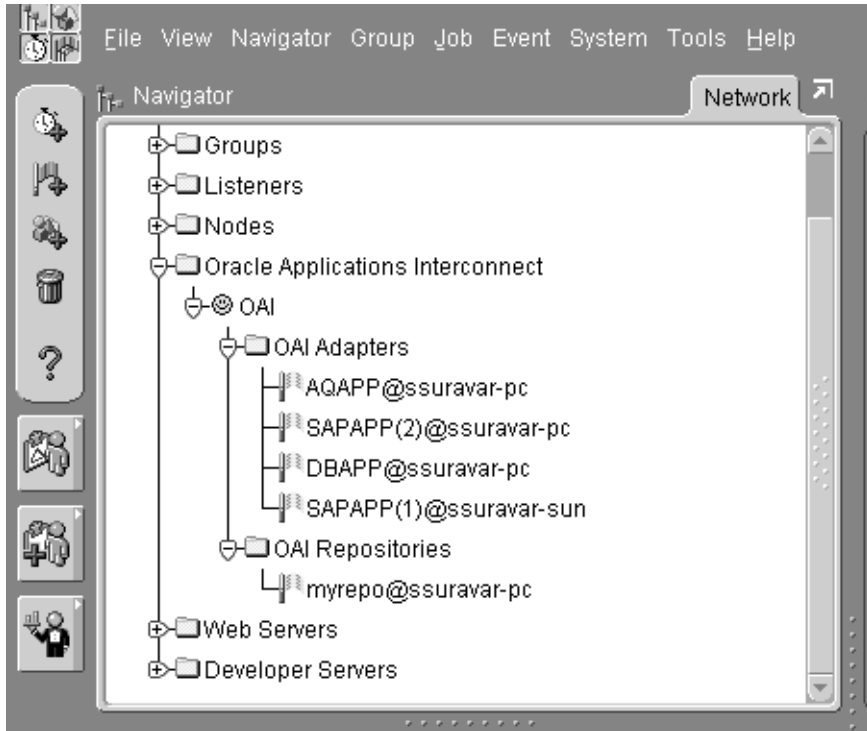 File View Navigator Group Job Event System Tools Help
Navigator
Network
Groups
Listeners
Nodes
Oracle Applications Interconnect
OAI
OAI Adapters
AQAPP@ssuravar-pc
SAPAPP(2)@ssuravar-pc
DBAPP@ssuravar-pc
SAPAPP(1)@ssuravar-sun
OAI Repositories
myrepo@ssuravar-pc
Web Servers
Developer Servers